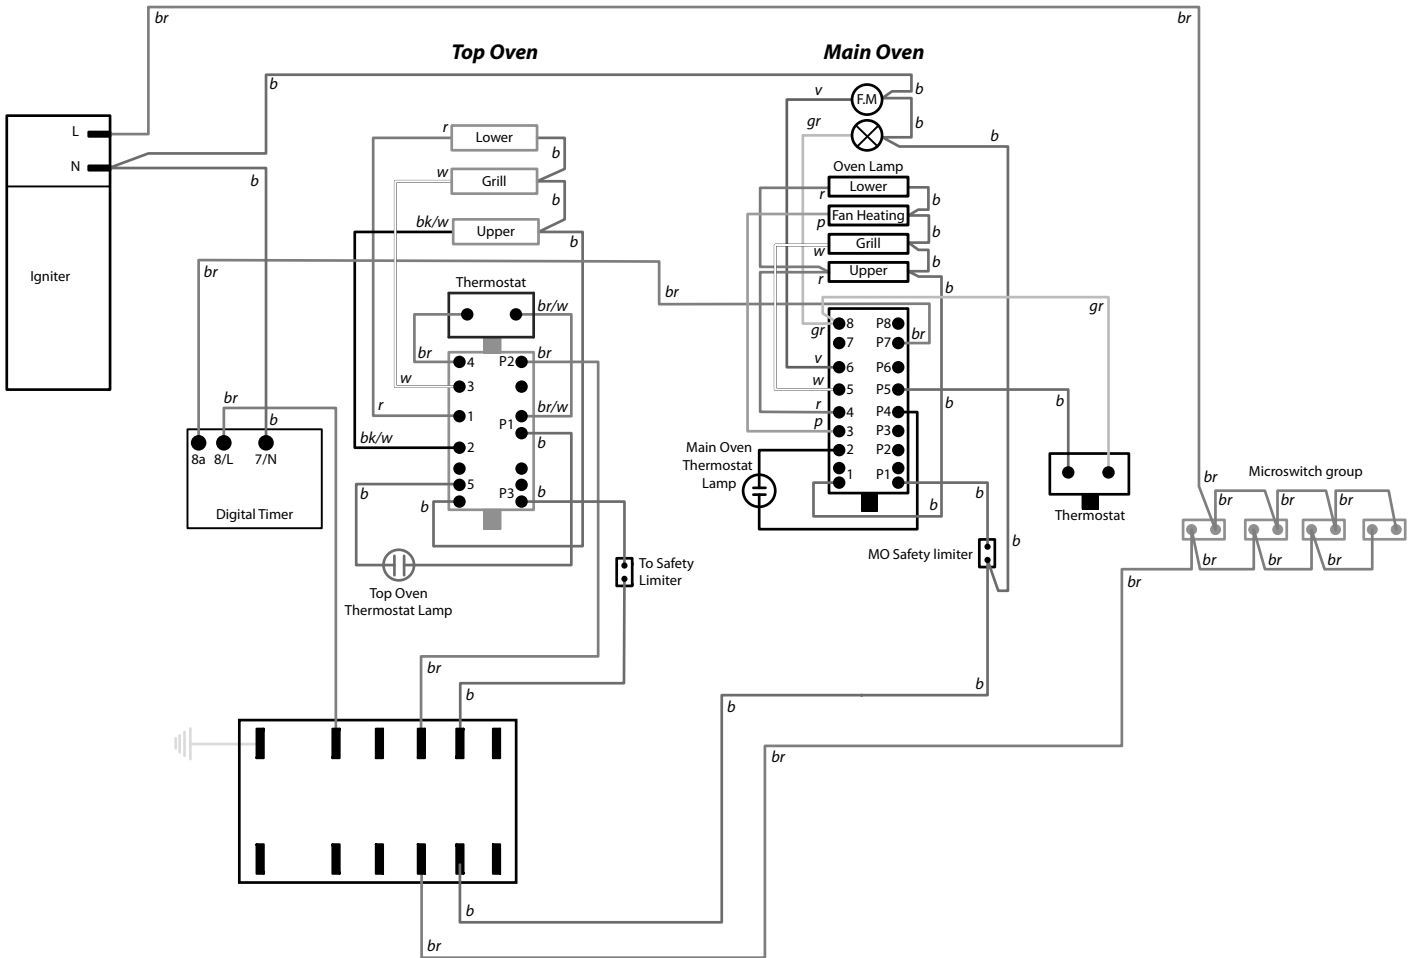 br
br
Top Oven
Main Oven
b
v
F.M
b
L
gr
b
b
r
Lower
b
N
Oven Lamp
w
Grill
b
Lower
r
b
b
Fan Heating
p
b
bk/w
Upper
b
Grill
w
b
br
Upper
r
b
Igniter
Thermostat
br
gr
br/w
8
P8
gr
7
P7
br
br
4
P2
br
v
6
P6
w
3
w
5
P5
b
b
br
r
1
br/w
r
4
P4
P1
p
3
P3
b
bk/w
2
b
Main Oven
Thermostat
Lamp
2
P2
8a
8/L
7/N
1
P1
Microswitch group
br
b
5
P3
b
b
b
br
br
br
Digital Timer
b
Thermostat
b
MO Safety limiter
To Safety
Limiter
br
br
br
br
Top Oven
Thermostat Lamp
br
b
b
b
br
b
br